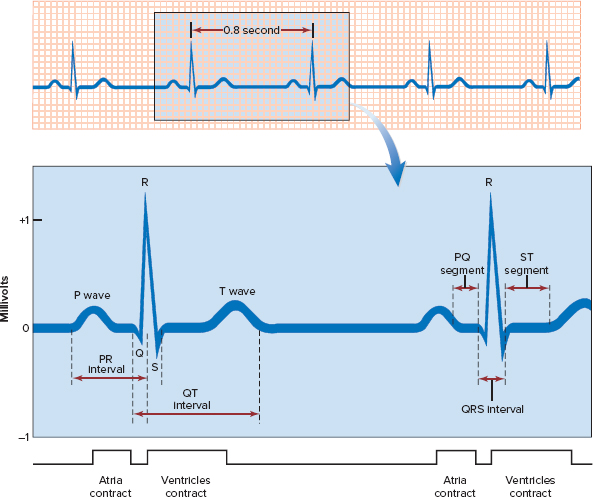 0.8 second
Millivolts
+1
0
–1
R
P wave
T wave
Q
S
PR
interval
QT
interval
R
PQ
segment
ST
segment
QRS interval
Atria
contract
Ventricles
contract
Atria
contract
Ventricles
contract